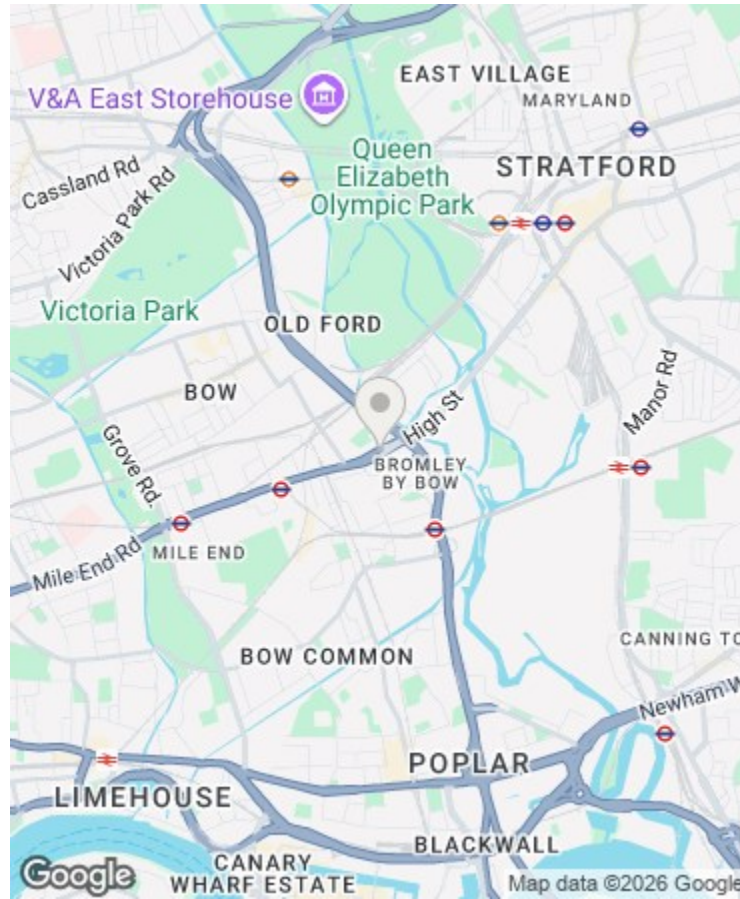 EAST VILLAGE
V&A East Storehouse
MARYLAND
Queen
Elizabeth
Olympic Park
STRATFORD
Cassland Rd
Victoria Park Rd
Victoria Park
OLD FORD
BOW
Manor Rd
High St
Grove Rd.
BROMLEY
BY BOW
Mile End Rd
MILE END
BOW COMMON
CANNING TO
Newham W
POPLAR
LIMEHOUSE
BLACKWALL
CANARY
WHARF ESTATE
Google
Map data ©2026 Google